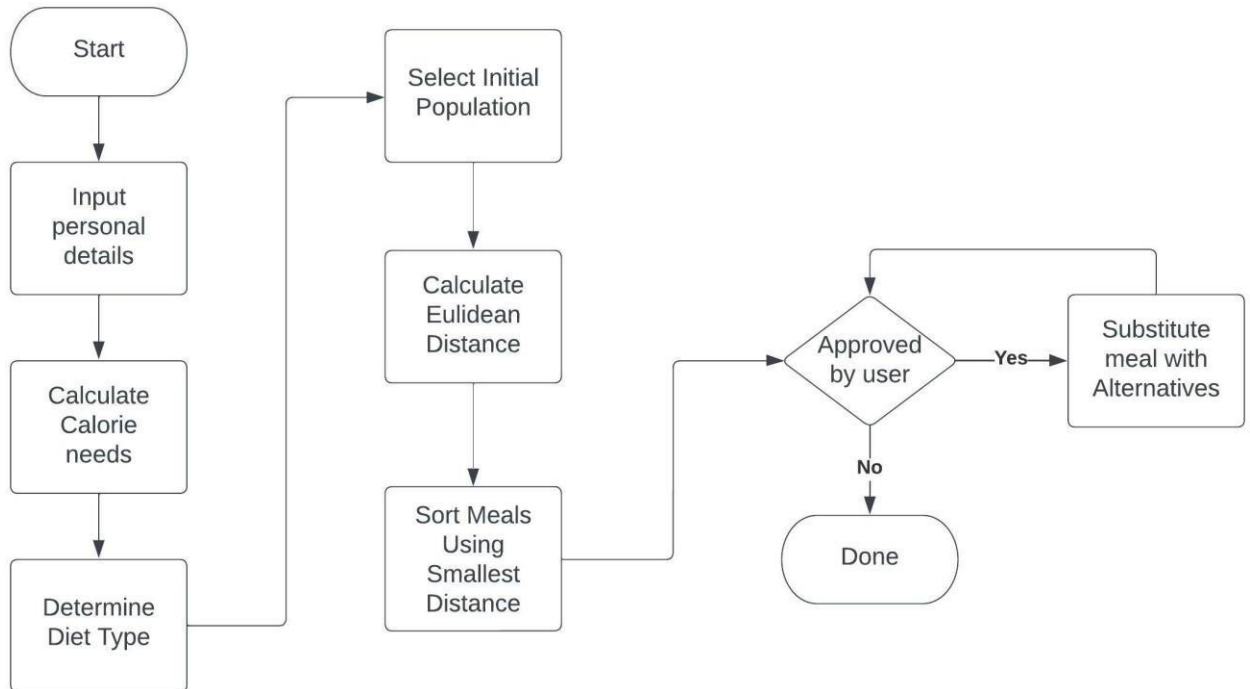 Start
Input
personal
details
Calculate
Calorie
needs
Determine
Diet Type
Select Initial
Population
Calculate
Eulidean
Distance
Sort Meals
Using
Smallest
Distance
Approved
by user
Yes
Substitute
meal with
Alternatives
No
Done